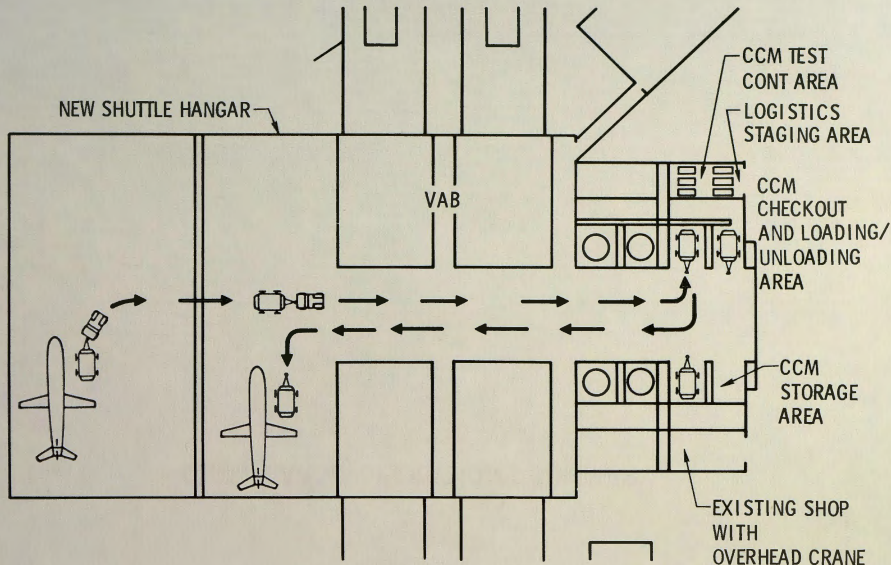 NEW SHUTTLE HANGAR
VAB
CCM TEST
CONT AREA
LOGISTICS
STAGING AREA
CCM
CHECKOUT
AND LOADING/
UNLOADING
AREA
CCM
STORAGE
AREA
EXISTING SHOP
WITH
OVERHEAD CRANE